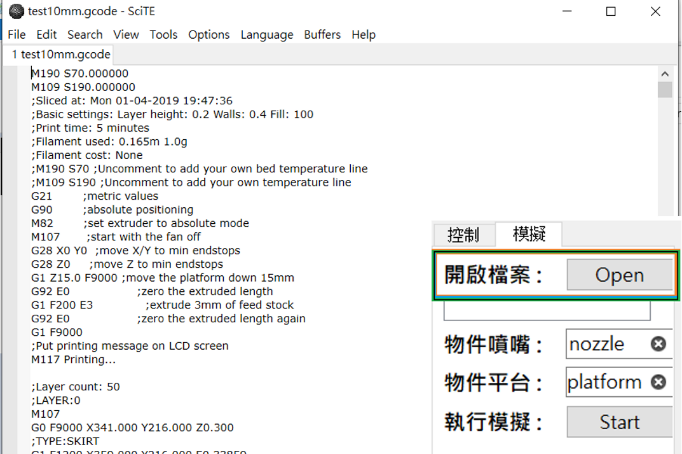 test10mm.gcode - SciTE
File Edit Search View Tools Options Language Buffers Help
1 test10mm.gcode
M190 S70.000000
M109 S190.000000
;Sliced at: Mon 01-04-2019 19:47:36
;Basic settings: Layer height: 0.2 Walls: 0.4 Fill: 100
;Print time: 5 minutes
;Filament used: 0.165m 1.0g
;Filament cost: None
;M190 S70 ;Uncomment to add your own bed temperature line
;M109 S190 ;Uncomment to add your own temperature line
G21 ;metric values
G90 ;absolute positioning
M82 ;set extruder to absolute mode
M107 ;start with the fan off
G28 X0 Y0 ;move X/Y to min endstops
G28 Z0 ;move Z to min endstops
G1 Z15.0 F9000 ;move the platform down 15mm
G92 E0 ;zero the extruded length
G1 F200 E3 ;extrude 3mm of feed stock
G92 E0 ;zero the extruded length again
G1 F9000
;Put printing message on LCD screen
M117 Printing...
;Layer count: 50
;LAYER:0
M107
G0 F9000 X341.000 Y216.000 Z0.300
;TYPE:SKIRT
控制 模擬
開啟檔案: Open
物件噴嘴: nozzle
物件平台: platform
執行模擬: Start